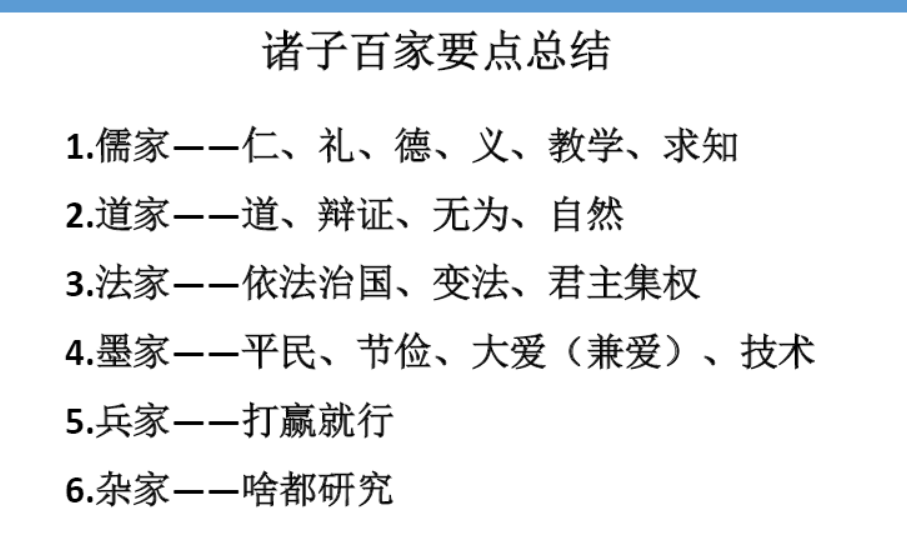 诸子百家要点总结
1.儒家——仁、礼、德、义、教学、求知
2.道家——道、辩证、无为、自然
3.法家——依法治国、变法、君主集权
4.墨家——平民、节俭、大爱（兼爱）、技术
5.兵家——打赢就行
6.杂家——啥都研究